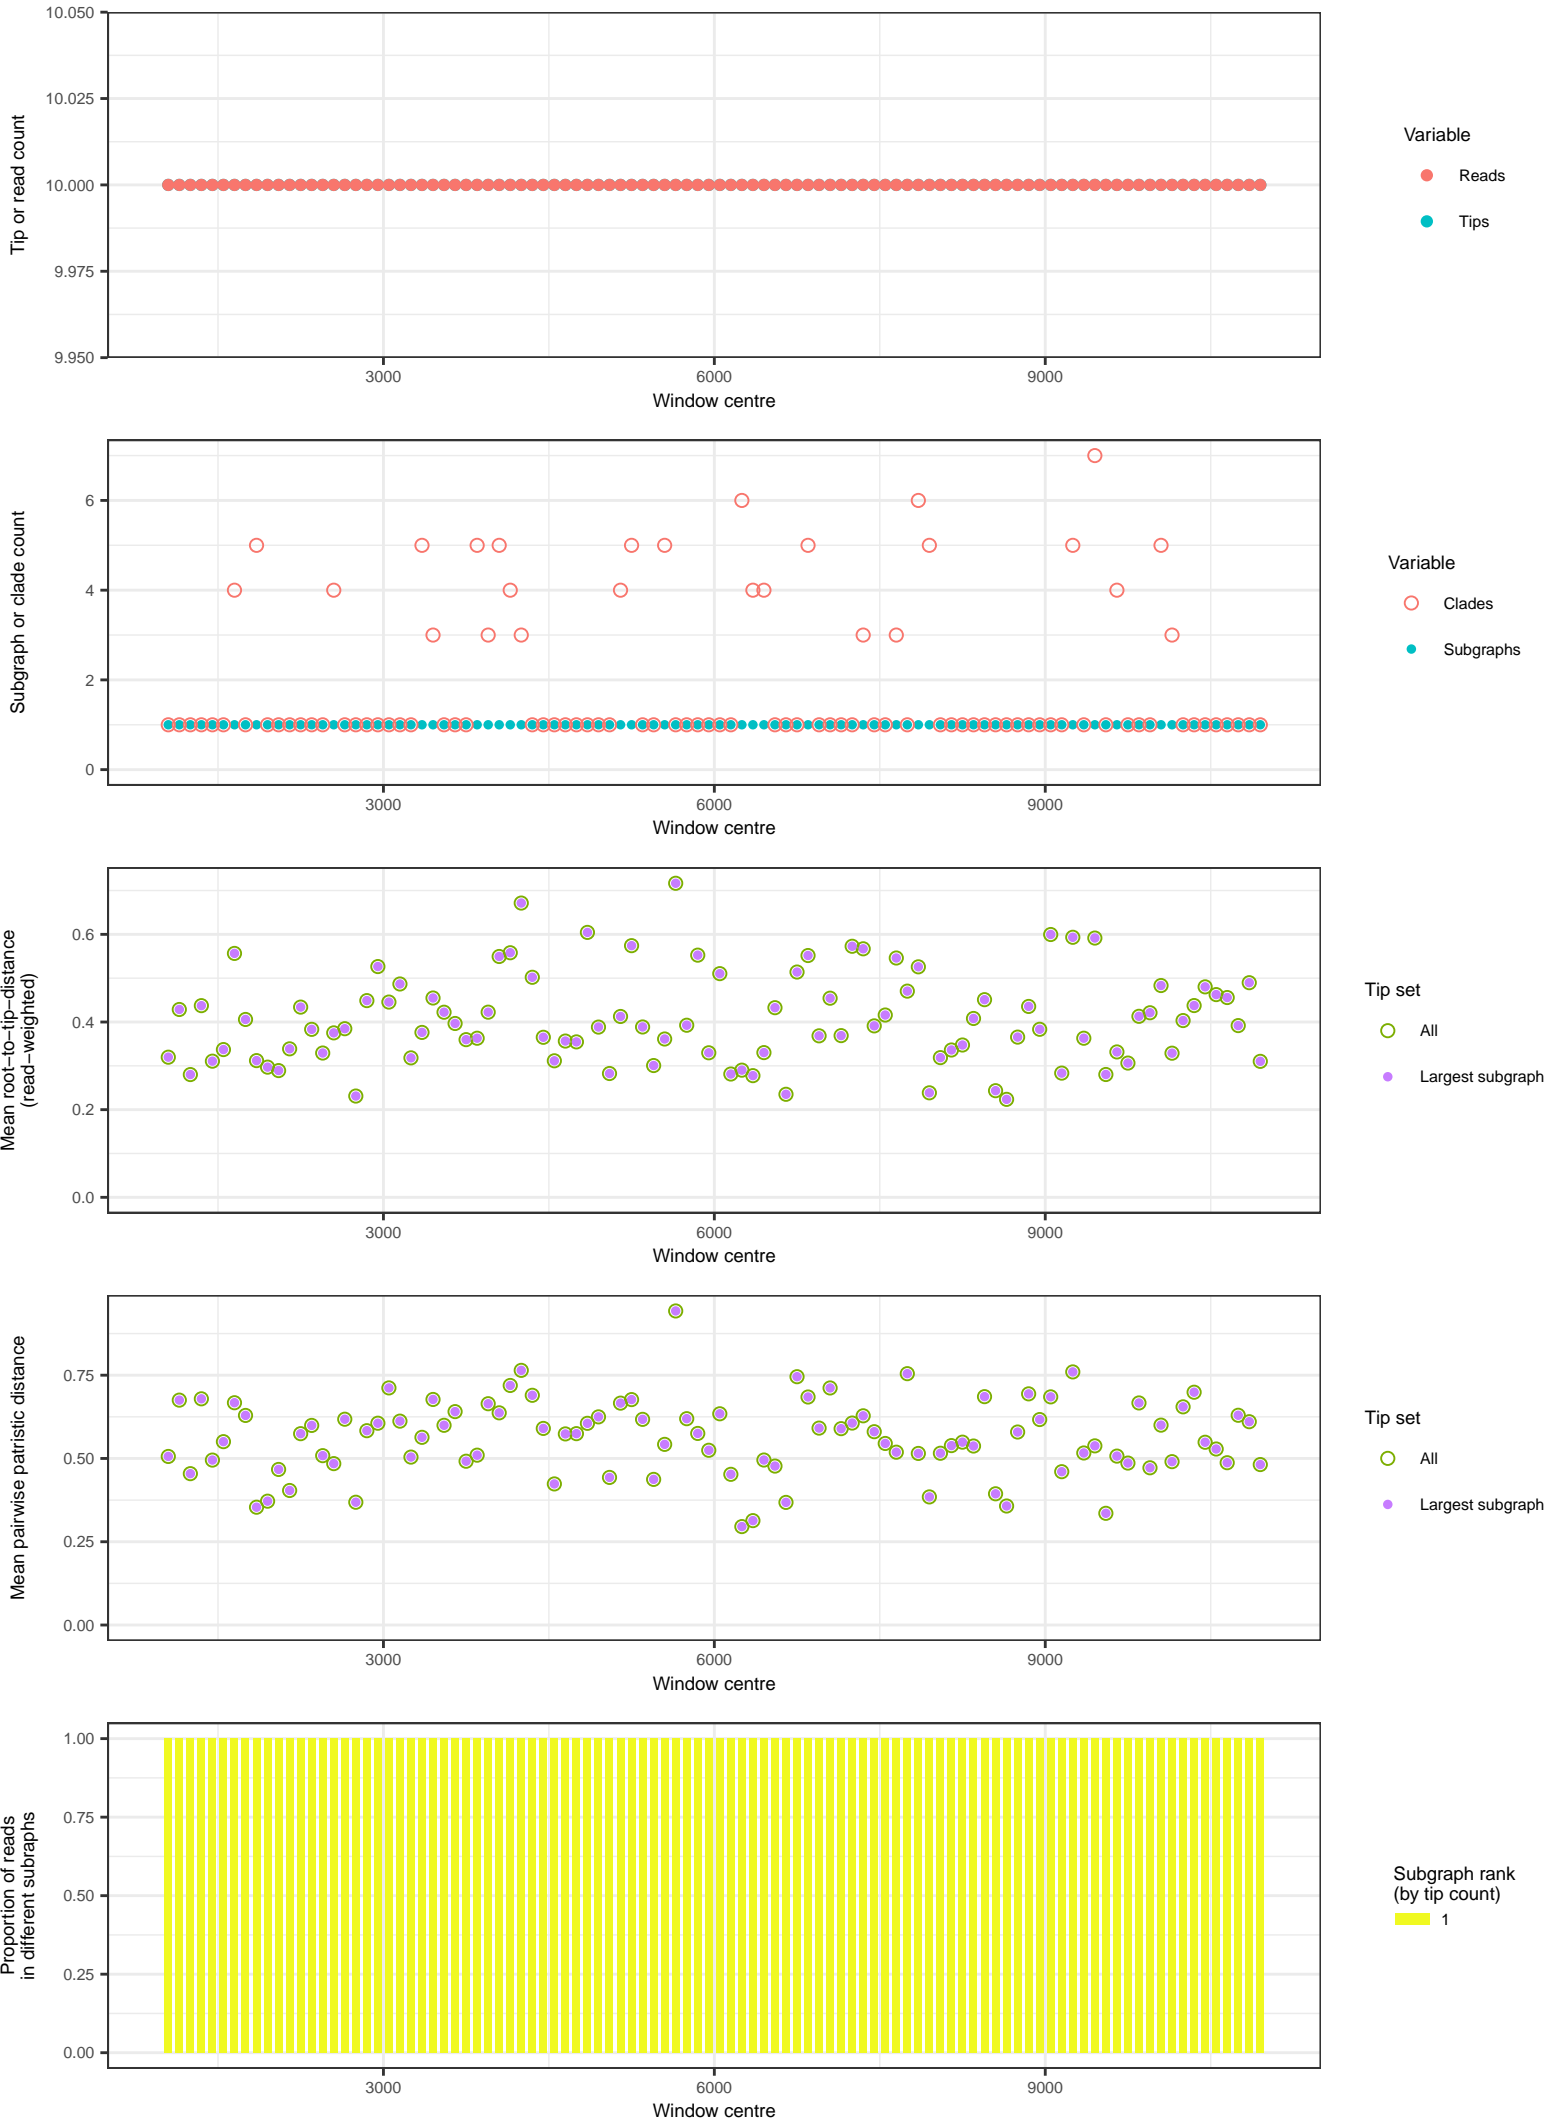 10.050
10.025
10.000
9.975
9.950
Tip or read count
3000
6000
9000
Window centre
Variable
Reads
Tips
6
4
2
0
Subgraph or clade count
3000
6000
9000
Window centre
Variable
Clades
Subgraphs
0.6
0.4
0.2
0.0
Mean root−to−tip−distance
(read−weighted)
3000
6000
9000
Window centre
Tip set
All
Largest subgraph
0.75
0.50
0.25
0.00
Mean pairwise patristic distance
3000
6000
9000
Window centre
Tip set
All
Largest subgraph
1.00
0.75
0.50
0.25
0.00
Proportion of reads
in different subraphs
3000
6000
9000
Window centre
Subgraph rank
(by tip count)
1